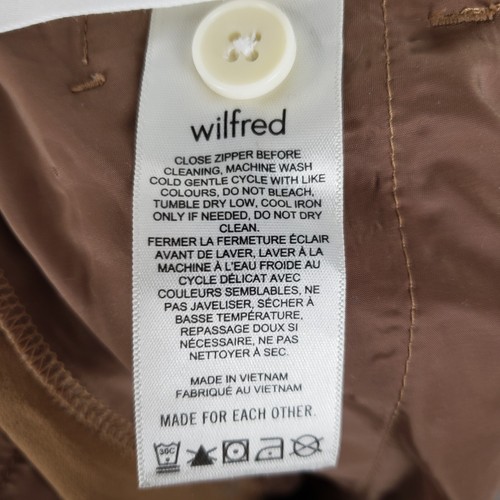 wilfred
CLOSE ZIPPER BEFORE
CLEANING, MACHINE WASH
COLD GENTLE CYCLE WITH LIKE
COLOURS, DO NOT BLEACH,
TUMBLE DRY LOW, COOL IRON
ONLY IF NEEDED, DO NOT DRY
CLEAN.
FERMER LA FERMETURE ÉCLAIR
AVANT DE LAVER, LAVER À LA
MACHINE À L'EAU FROIDE AU
CYCLE DÉLICAT AVEC
COULEURS SEMBLABLES, NE
PAS JAVELISER, SÉCHER À
BASSE TEMPÉRATURE,
REPASSAGE DOUX SI
NÉCESSAIRE, NE PAS
NETTOYER À SEC.
MADE IN VIETNAM
FABRIQUÉ AU VIETNAM
MADE FOR EACH OTHER.
30C